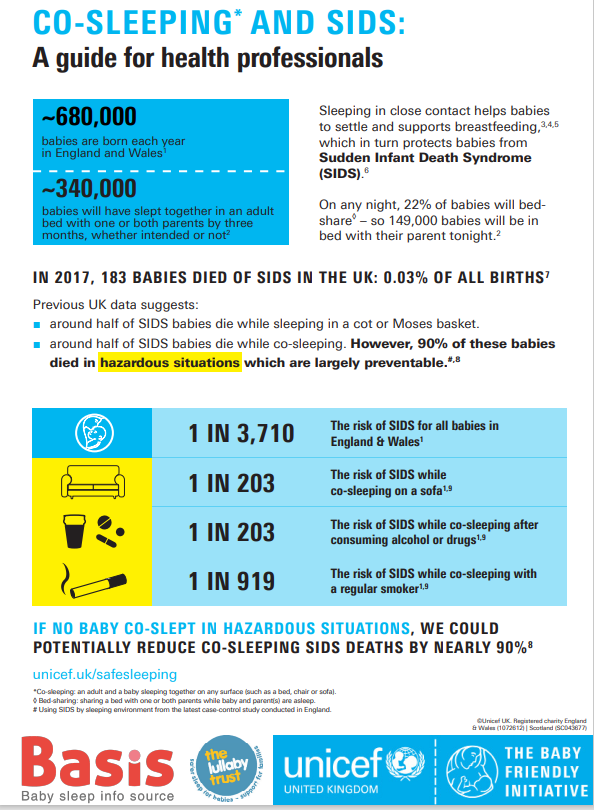 CO-SLEEPING* AND SIDS:
A guide for health professionals
~680,000
babies are born each year
in England and Wales¹
~340,000
babies will have slept together in an adult
bed with one or both parents by three
months, whether intended or not²
Sleeping in close contact helps babies
to settle and supports breastfeeding,³,⁴,⁵
which in turn protects babies from
Sudden Infant Death Syndrome
(SIDS).⁶
On any night, 22% of babies will bed-
share◊ – so 149,000 babies will be in
bed with their parent tonight.²
IN 2017, 183 BABIES DIED OF SIDS IN THE UK: 0.03% OF ALL BIRTHS⁷
Previous UK data suggests:
around half of SIDS babies die while sleeping in a cot or Moses basket.
around half of SIDS babies die while co-sleeping. However, 90% of these babies
died in hazardous situations which are largely preventable.#,⁸
1 IN 3,710
The risk of SIDS for all babies in
England & Wales¹
1 IN 203
The risk of SIDS while
co-sleeping on a sofa¹,⁹
1 IN 203
The risk of SIDS while co-sleeping after
consuming alcohol or drugs¹,⁹
1 IN 919
The risk of SIDS while co-sleeping with
a regular smoker¹,⁹
IF NO BABY CO-SLEPT IN HAZARDOUS SITUATIONS, WE COULD
POTENTIALLY REDUCE CO-SLEEPING SIDS DEATHS BY NEARLY 90%⁸
unicef.uk/safesleeping
*Co-sleeping: an adult and a baby sleeping together on any surface (such as a bed, chair or sofa).
◊ Bed-sharing: sharing a bed with one or both parents while baby and parent(s) are asleep.
# Using SIDS by sleeping environment from the latest case-control study conducted in England.
©Unicef UK. Registered charity England
& Wales (1072612) | Scotland (SC043677)
Basis
Baby sleep info source
the
lullaby
trust
safer sleep for babies – support for families
unicef
UNITED KINGDOM
THE BABY
FRIENDLY
INITIATIVE